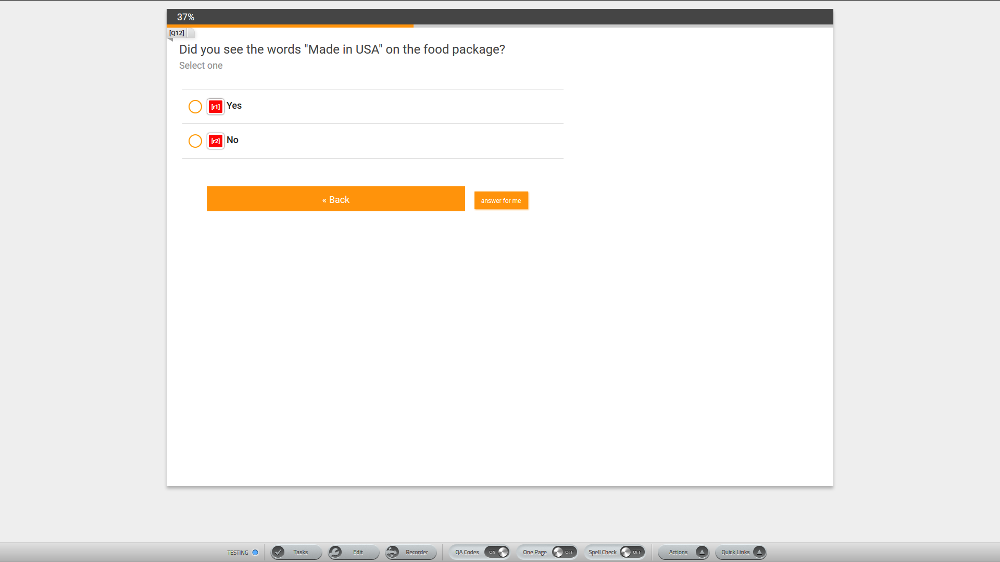 37%
[Q12]
Did you see the words "Made in USA" on the food package?
Select one
[r1] Yes
[r2] No
« Back
answer for me
TESTING Tasks Edit Recorder QA Codes ON One Page OFF Spell Check OFF Actions Quick Links